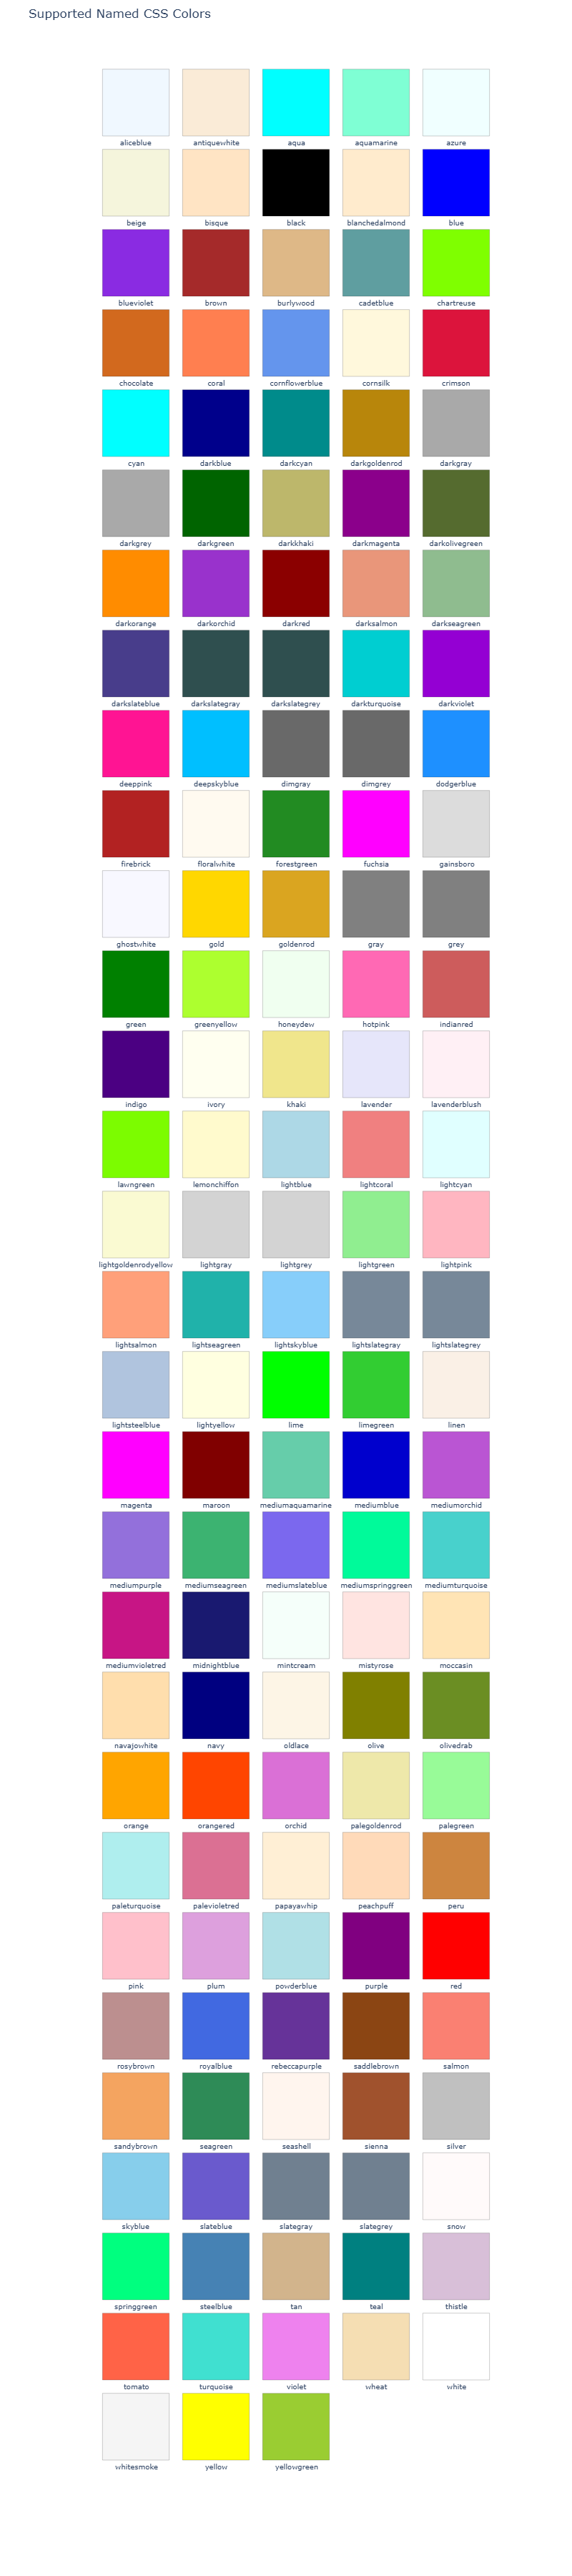 Supported Named CSS Colors
aliceblue antiquewhite aqua aquamarine azure
beige bisque black blanchedalmond blue
blueviolet brown burlywood cadetblue chartreuse
chocolate coral cornflowerblue cornsilk crimson
cyan darkblue darkcyan darkgoldenrod darkgray
darkgrey darkgreen darkkhaki darkmagenta darkolivegreen
darkorange darkorchid darkred darksalmon darkseagreen
darkslateblue darkslategray darkslategrey darkturquoise darkviolet
deeppink deepskyblue dimgray dimgrey dodgerblue
firebrick floralwhite forestgreen fuchsia gainsboro
ghostwhite gold goldenrod gray grey
green greenyellow honeydew hotpink indianred
indigo ivory khaki lavender lavenderblush
lawngreen lemonchiffon lightblue lightcoral lightcyan
lightgoldenrodyellow lightgray lightgrey lightgreen lightpink
lightsalmon lightseagreen lightskyblue lightslategray lightslategrey
lightsteelblue lightyellow lime limegreen linen
magenta maroon mediumaquamarine mediumblue mediumorchid
mediumpurple mediumseagreen mediumslateblue mediumspringgreen mediumturquoise
mediumvioletred midnightblue mintcream mistyrose moccasin
navajowhite navy oldlace olive olivedrab
orange orangered orchid palegoldenrod palegreen
paleturquoise palevioletred papayawhip peachpuff peru
pink plum powderblue purple red
rosybrown royalblue rebeccapurple saddlebrown salmon
sandybrown seagreen seashell sienna silver
skyblue slateblue slategray slategrey snow
springgreen steelblue tan teal thistle
tomato turquoise violet wheat white
whitesmoke yellow yellowgreen